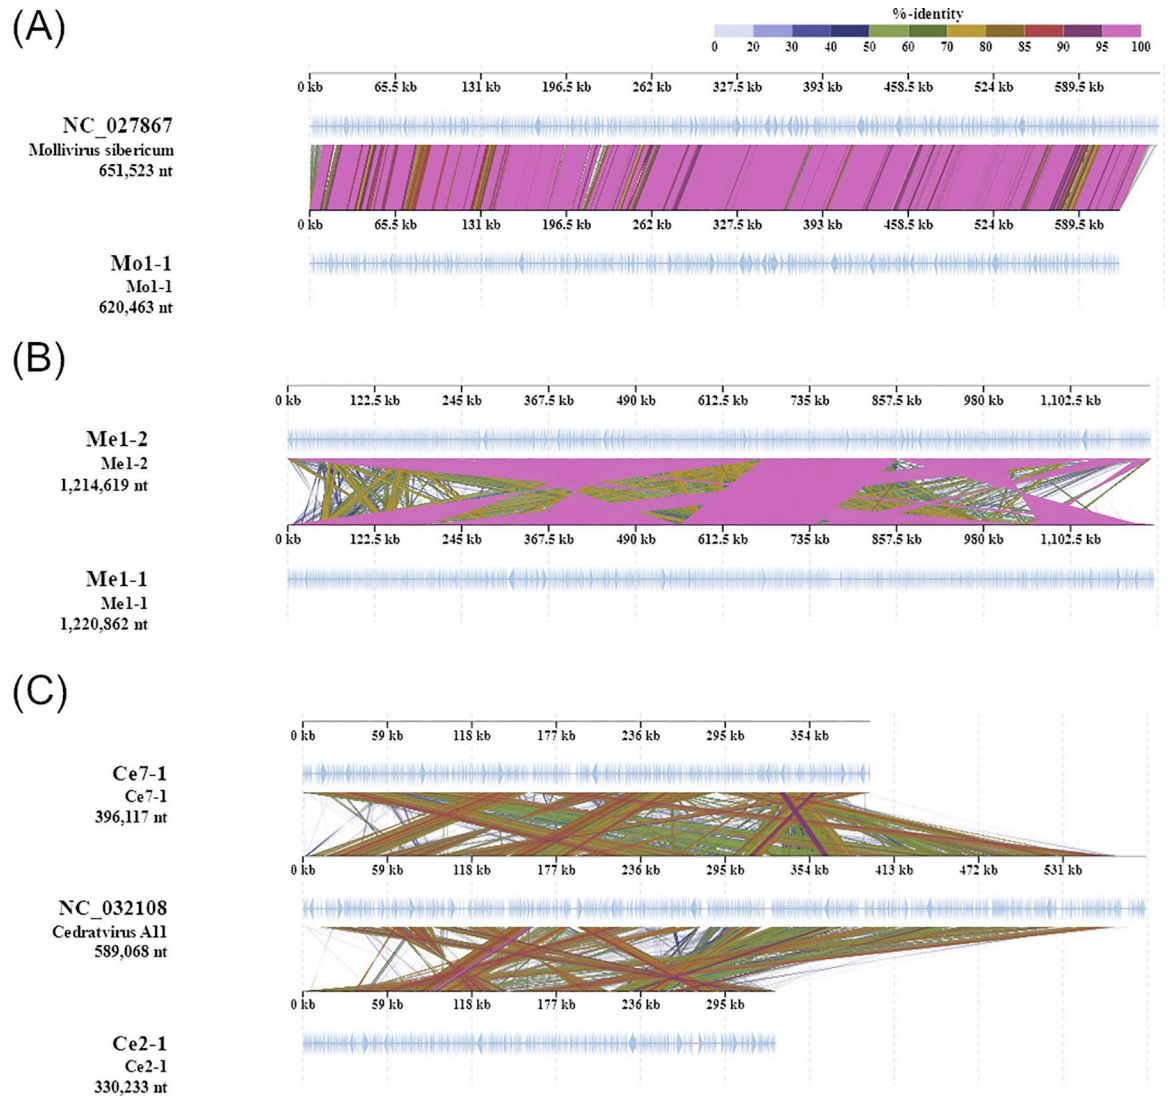 (A)
%-identity
0 20 30 40 50 60 70 80 85 90 95 100
0 kb 65.5 kb 131 kb 196.5 kb 262 kb 327.5 kb 393 kb 458.5 kb 524 kb 589.5 kb
NC_027867
Mollivirus sibericum
651,523 nt
0 kb 65.5 kb 131 kb 196.5 kb 262 kb 327.5 kb 393 kb 458.5 kb 524 kb 589.5 kb
Mo1-1
Mo1-1
620,463 nt
(B)
0 kb 122.5 kb 245 kb 367.5 kb 490 kb 612.5 kb 735 kb 857.5 kb 980 kb 1,102.5 kb
Me1-2
Me1-2
1,214,619 nt
0 kb 122.5 kb 245 kb 367.5 kb 490 kb 612.5 kb 735 kb 857.5 kb 980 kb 1,102.5 kb
Me1-1
Me1-1
1,220,862 nt
(C)
0 kb 59 kb 118 kb 177 kb 236 kb 295 kb 354 kb
Ce7-1
Ce7-1
396,117 nt
0 kb 59 kb 118 kb 177 kb 236 kb 295 kb 354 kb 413 kb 472 kb 531 kb
NC_032108
Cedratvirus A11
589,068 nt
0 kb 59 kb 118 kb 177 kb 236 kb 295 kb
Ce2-1
Ce2-1
330,233 nt